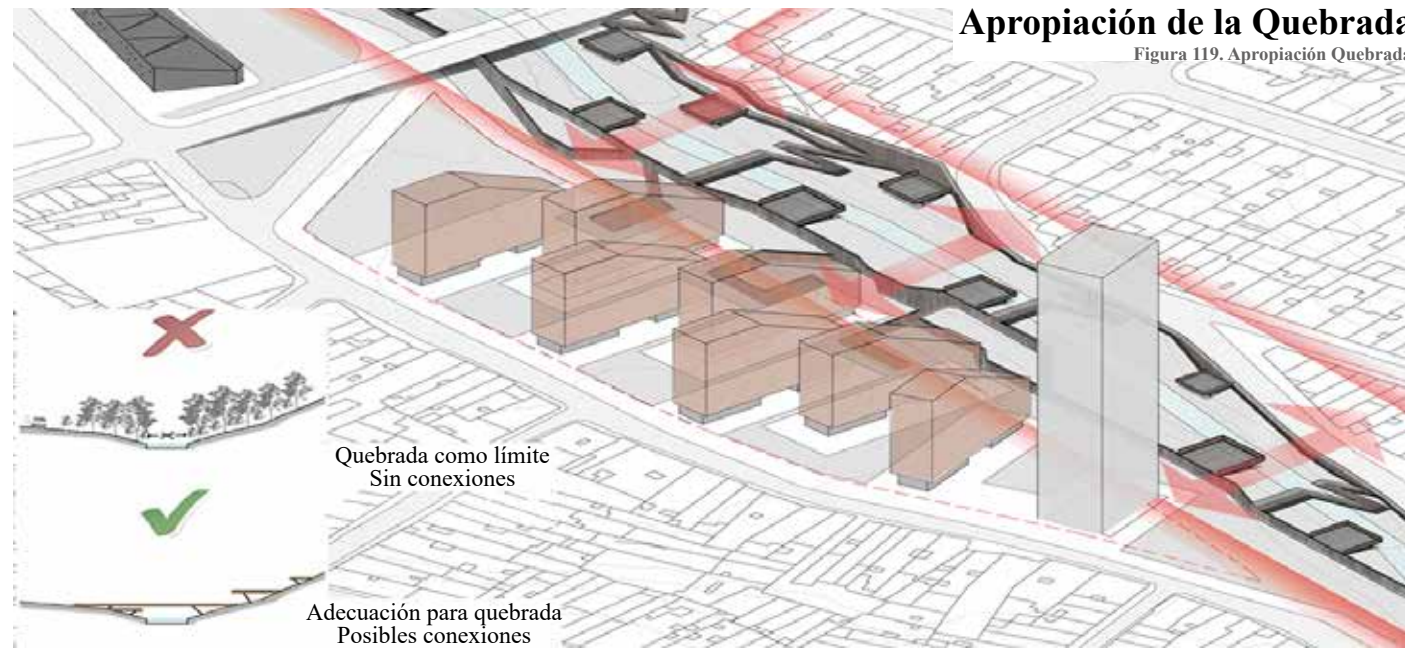 Apropiación de la Quebrada
Figura 119. Apropiación Quebrada
Quebrada como límite
Sin conexiones
Adecuación para quebrada
Posibles conexiones